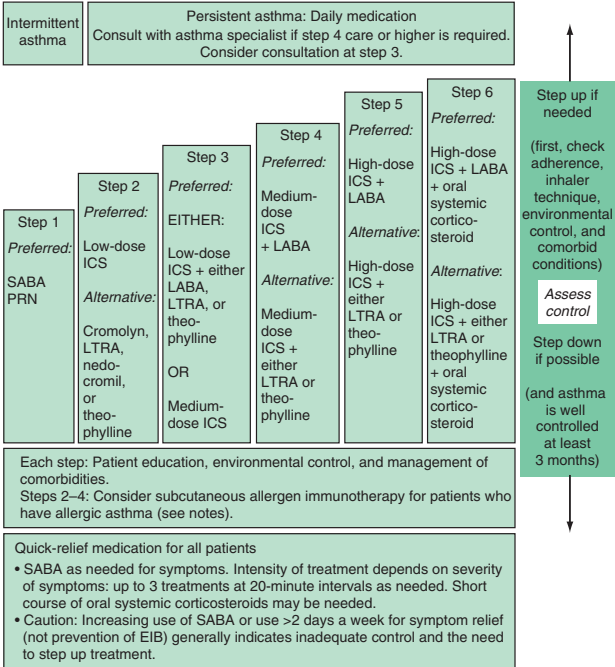 Intermittent
asthma
Persistent asthma: Daily medication
Consult with asthma specialist if step 4 care or higher is required.
Consider consultation at step 3.
Step 1
Preferred:
SABA
PRN
Step 2
Preferred:
Low-dose
ICS
Alternative:
Cromolyn,
LTRA,
nedo-
cromil,
or
theo-
phylline
Step 3
Preferred:
EITHER:
Low-dose
ICS + either
LABA,
LTRA, or
theo-
phylline
OR
Medium-
dose ICS
Step 4
Preferred:
Medium-
dose
ICS
+ LABA
Alternative:
Medium-
dose
ICS +
either
LTRA or
theo-
phylline
Step 5
Preferred:
High-dose
ICS +
LABA
Alternative:
High-dose
ICS +
either
LTRA or
theo-
phylline
Step 6
Preferred:
High-dose
ICS + LABA
+ oral
systemic
cortico-
steroid
Alternative:
High-dose
ICS + either
LTRA or
theophylline
+ oral
systemic
cortico-
steroid
Step up if
needed
(first, check
adherence,
inhaler
technique,
environmental
control, and
comorbid
conditions)
Assess
control
Step down
if possible
(and asthma
is well
controlled
at least
3 months)
Each step: Patient education, environmental control, and management of
comorbidities.
Steps 2–4: Consider subcutaneous allergen immunotherapy for patients who
have allergic asthma (see notes).
Quick-relief medication for all patients
• SABA as needed for symptoms. Intensity of treatment depends on severity
of symptoms: up to 3 treatments at 20-minute intervals as needed. Short
course of oral systemic corticosteroids may be needed.
• Caution: Increasing use of SABA or use >2 days a week for symptom relief
(not prevention of EIB) generally indicates inadequate control and the need
to step up treatment.